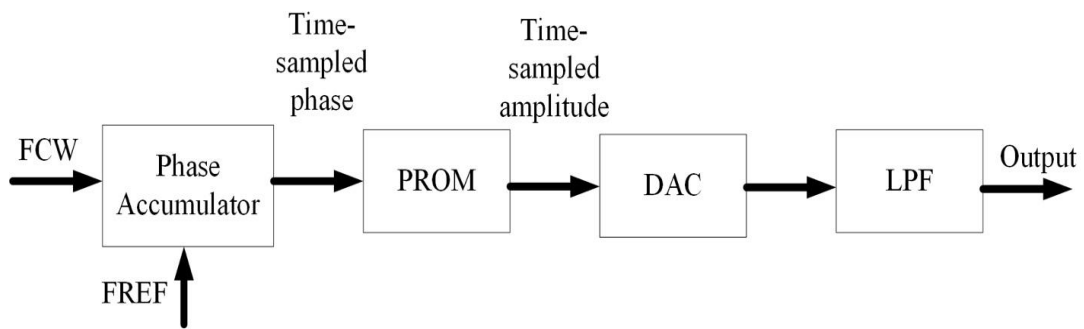 Time-
sampled
phase
Time-
sampled
amplitude
FCW
Phase
Accumulator
PROM
DAC
LPF
Output
FREF